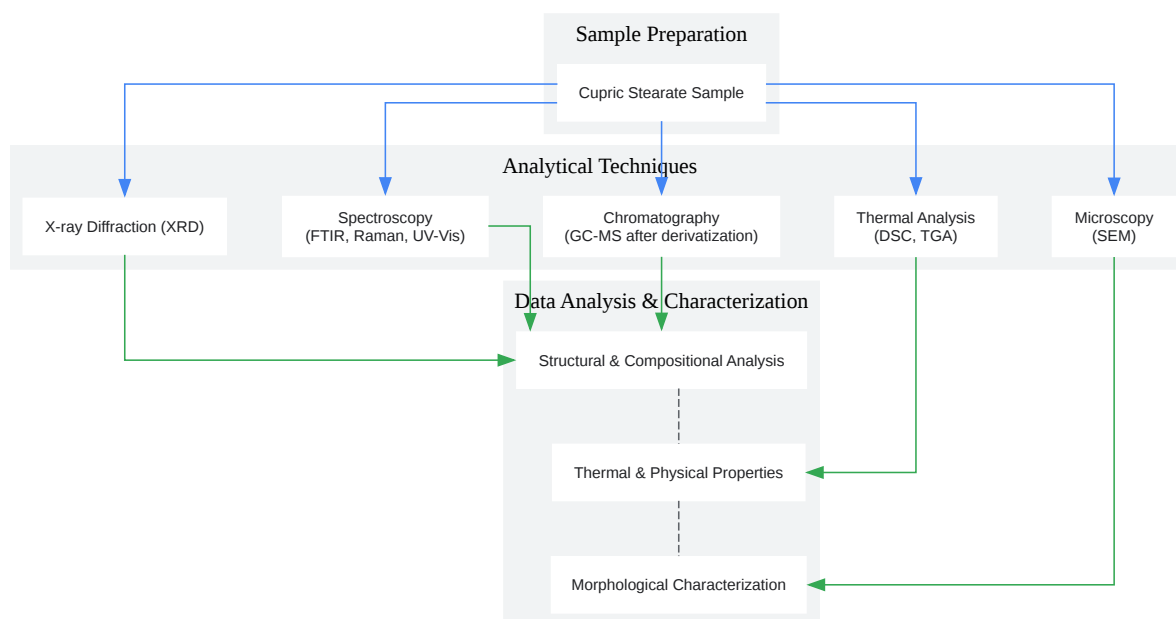 Sample Preparation
Cupric Stearate Sample
Analytical Techniques
X-ray Diffraction (XRD)
Spectroscopy
(FTIR, Raman, UV-Vis)
Chromatography
(GC-MS after derivatization)
Thermal Analysis
(DSC, TGA)
Microscopy
(SEM)
Data Analysis & Characterization
Structural & Compositional Analysis
Thermal & Physical Properties
Morphological Characterization